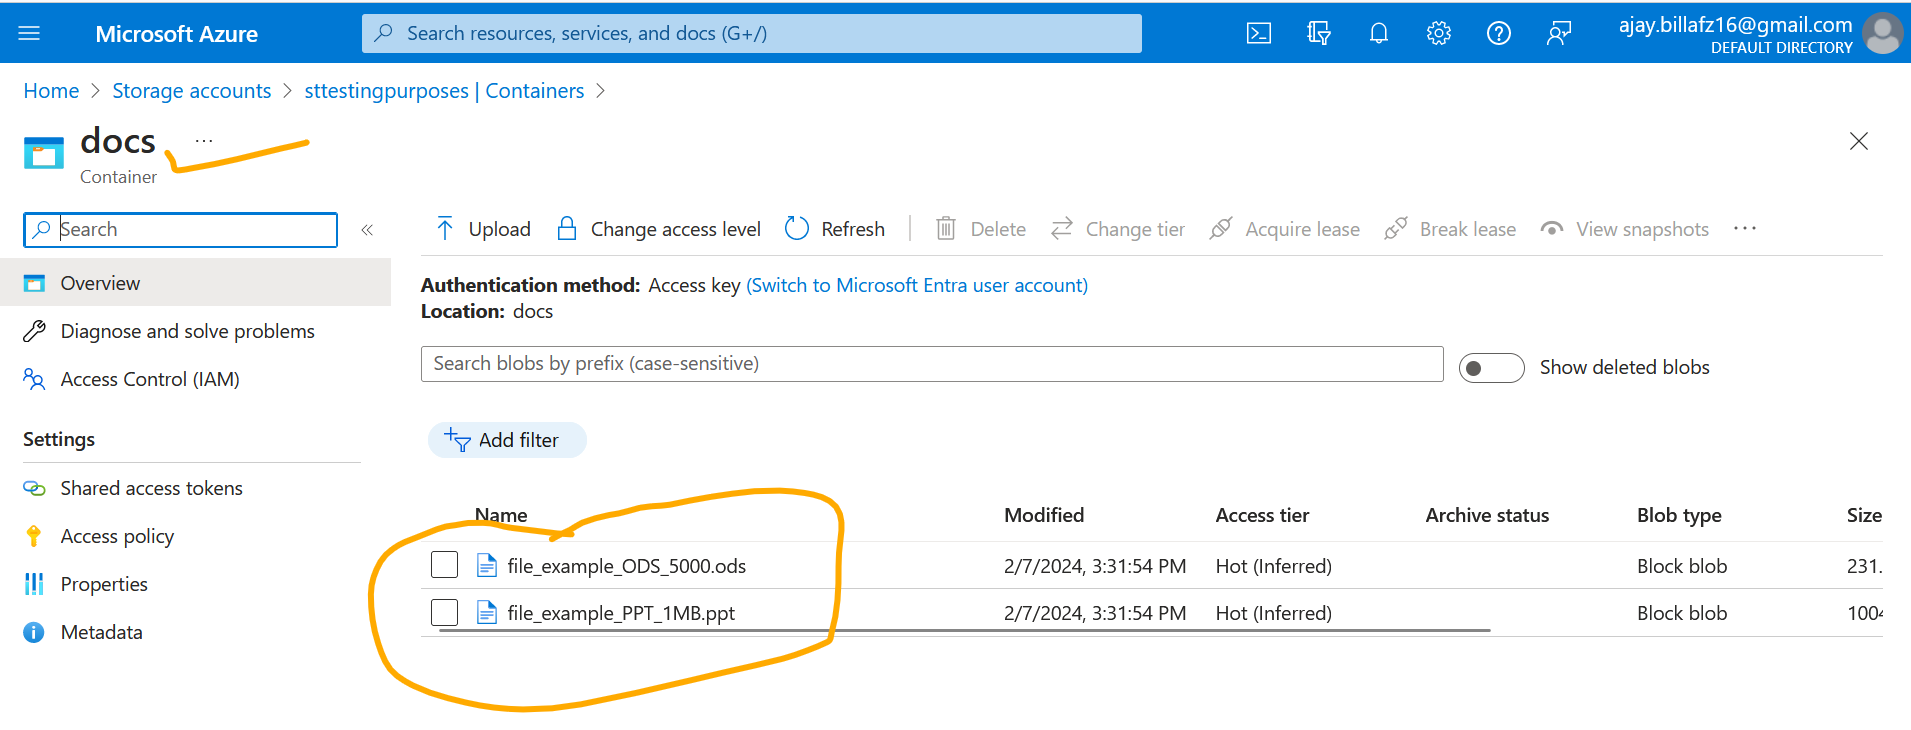 Microsoft Azure
Search resources, services, and docs (G+/)
ajay.billafz16@gmail.com
DEFAULT DIRECTORY
Home > Storage accounts > sttestingpurposes | Containers >
docs ...
Container
Search «
Upload Change access level Refresh Delete Change tier Acquire lease Break lease View snapshots ...
Overview
Diagnose and solve problems
Access Control (IAM)
Settings
Shared access tokens
Access policy
Properties
Metadata
Authentication method: Access key (Switch to Microsoft Entra user account)
Location: docs
Search blobs by prefix (case-sensitive)
Show deleted blobs
Add filter
Name Modified Access tier Archive status Blob type Size
file_example_ODS_5000.ods 2/7/2024, 3:31:54 PM Hot (Inferred) Block blob 231.
file_example_PPT_1MB.ppt 2/7/2024, 3:31:54 PM Hot (Inferred) Block blob 1004